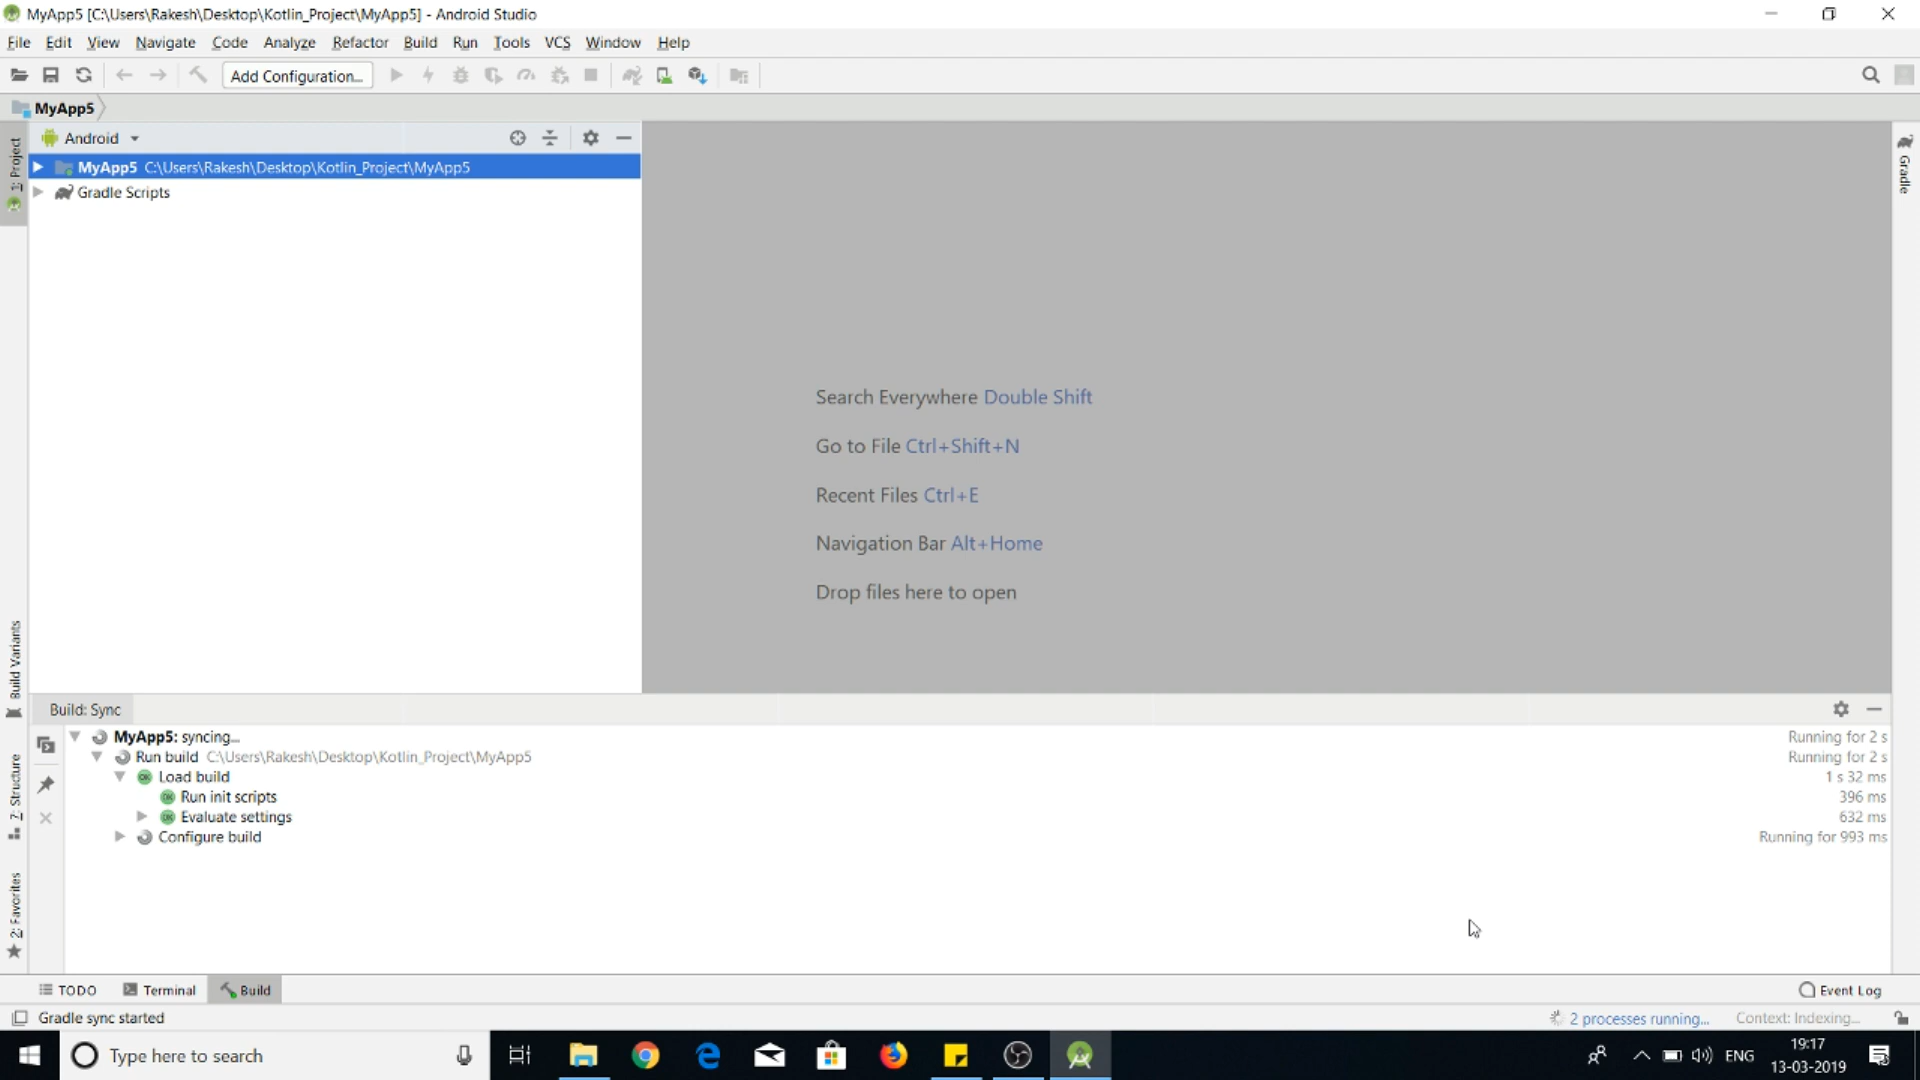 MyApp5 [C:\Users\Rakesh\Desktop\Kotlin_Project\MyApp5] - Android Studio
File Edit View Navigate Code Analyze Refactor Build Run Tools VCS Window Help
Add Configuration...
MyApp5
Android
1: Project
MyApp5 C:\Users\Rakesh\Desktop\Kotlin_Project\MyApp5
Gradle Scripts
Gradle
Search Everywhere Double Shift
Go to File Ctrl+Shift+N
Recent Files Ctrl+E
Navigation Bar Alt+Home
Drop files here to open
Build Variants
7: Structure
2: Favorites
Build: Sync
MyApp5: syncing... Running for 2 s
Run build C:\Users\Rakesh\Desktop\Kotlin_Project\MyApp5 Running for 2 s
Load build 1 s 32 ms
Run init scripts 396 ms
Evaluate settings 632 ms
Configure build Running for 993 ms
TODO Terminal Build Event Log
Gradle sync started 2 processes running... Context: Indexing...
Type here to search ENG 19:17
13-03-2019